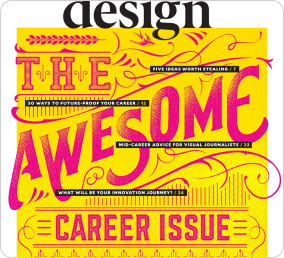 design
THE
FIVE IDEAS WORTH STEALING / 7
50 WAYS TO FUTURE-PROOF YOUR CAREER / 12
AWESOME
MID-CAREER ADVICE FOR VISUAL JOURNALISTS / 33
WHAT WILL BE YOUR INNOVATION JOURNEY? / 34
CAREER ISSUE